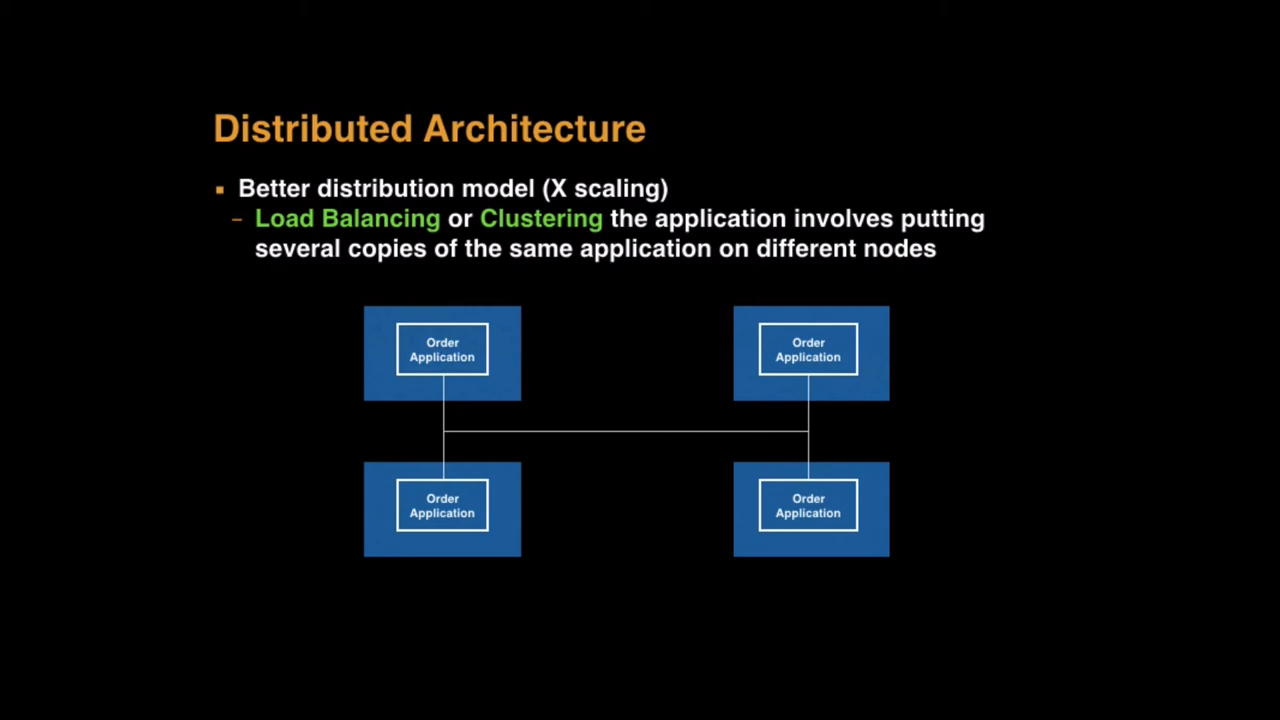 Distributed Architecture
▪ Better distribution model (X scaling)
– Load Balancing or Clustering the application involves putting
several copies of the same application on different nodes
Order
Application
Order
Application
Order
Application
Order
Application